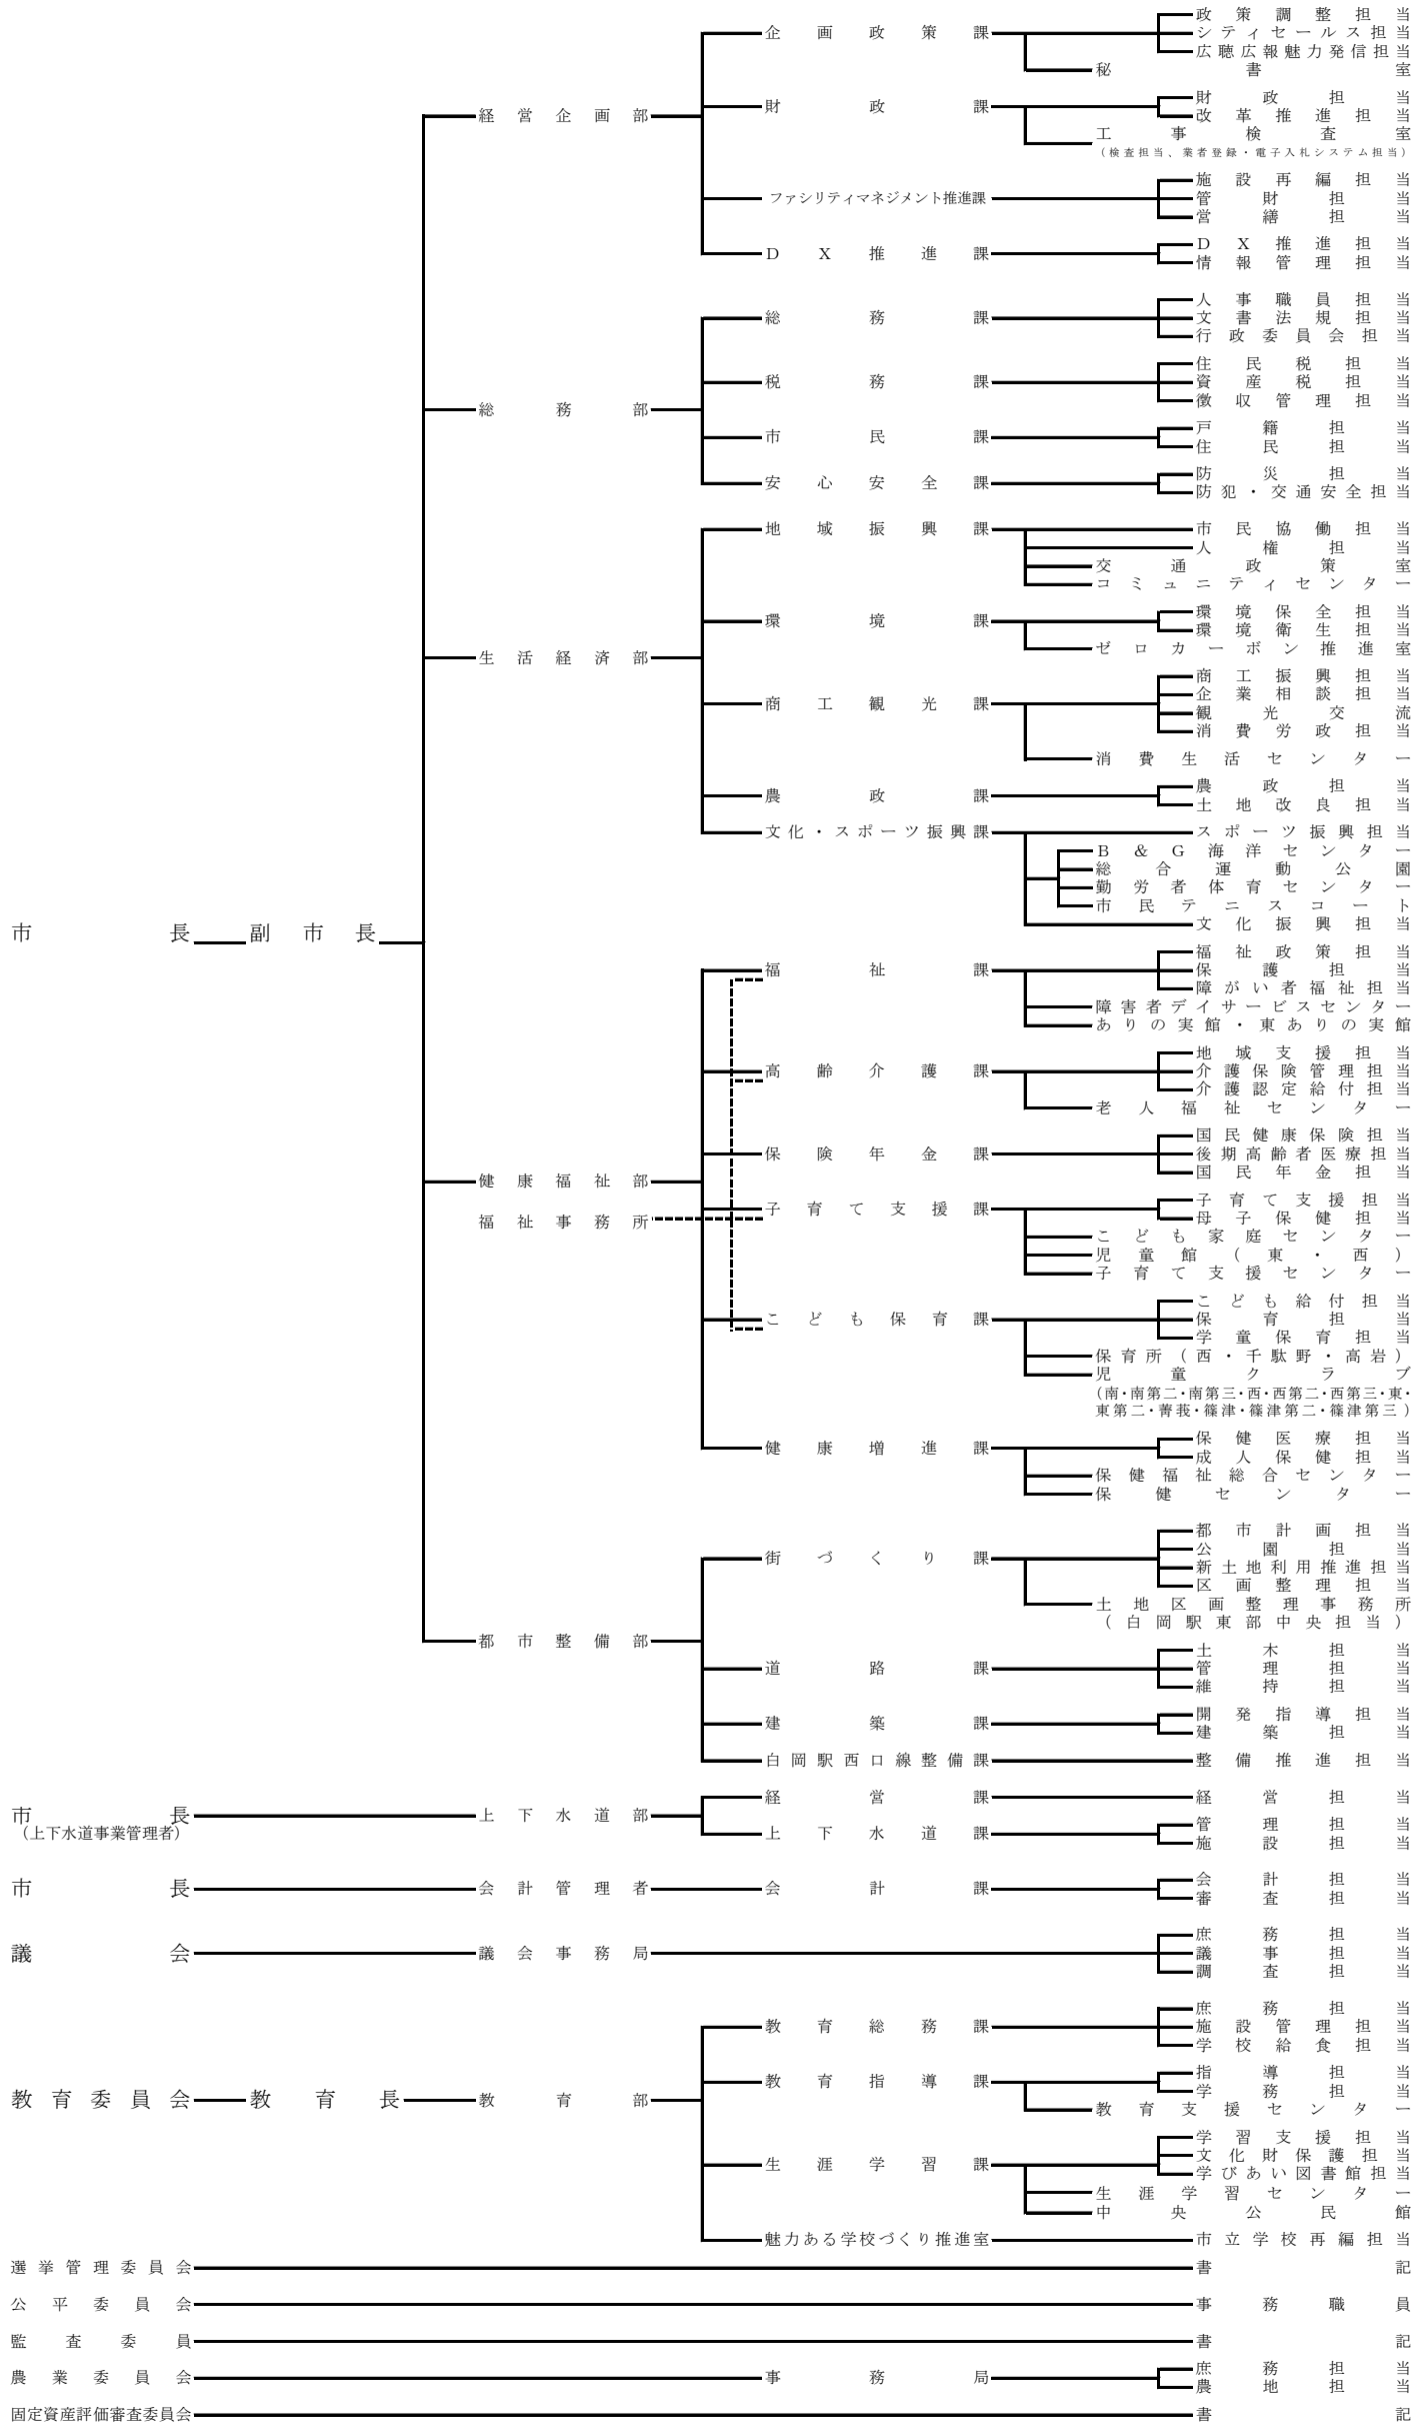 政策調整担当
企画政策課 シティセールス担当
広聴広報魅力発信担当
秘書室
財政担当
財政課
経営企画部 改革推進担当
工事検査室
(検査担当、業者登録・電子入札システム担当)
施設再編担当
ファシリティマネジメント推進課 管財担当
営繕担当
DX推進担当
DX推進課
情報管理担当
人事職員担当
総務課 文書法規担当
行政委員会担当
住民税担当
税務課 資産税担当
徴収管理担当
総務部
戸籍担当
市民課
住民担当
防災担当
安心安全課
防犯・交通安全担当
地域振興課 市民協働担当
人権担当
交通政策室
コミュニティセンター
環境保全担当
環境課
環境衛生担当
ゼロカーボン推進室
生活経済部
商工振興担当
企業相談担当
商工観光課
観光交流
消費労政担当
消費生活センター
農政担当
農政課
土地改良担当
文化・スポーツ振興課 スポーツ振興担当
B&G海洋センター
総合運動公園
勤労者体育センター
市民テニスコート
文化振興担当
市長 副市長
福祉政策担当
福祉課 保護担当
障がい者福祉担当
障害者デイサービスセンター
ありの実館・東ありの実館
地域支援担当
高齢介護課 介護保険管理担当
介護認定給付担当
老人福祉センター
国民健康保険担当
保険年金課 後期高齢者医療担当
国民年金担当
健康福祉部
子育て支援担当
子育て支援課
母子保健担当
福祉事務所
こども家庭センター
児童館(東・西)
子育て支援センター
こども給付担当
こども保育課 保育担当
学童保育担当
保育所(西・千駄野・高岩)
児童クラブ
(南・南第二・南第三・西・西第二・西第三・東・
東第二・菁莪・篠津・篠津第二・篠津第三)
保健医療担当
健康増進課
成人保健担当
保健福祉総合センター
保健センター
都市計画担当
公園担当
街づくり課
新土地利用推進担当
区画整理担当
土地区画整理事務所
(白岡駅東部中央担当)
都市整備部
土木担当
道路課 管理担当
維持担当
開発指導担当
建築課
建築担当
白岡駅西口線整備課 整備推進担当
経営課 経営担当
市長 上下水道部
(上下水道事業管理者)
管理担当
上下水道課
施設担当
会計担当
市長 会計管理者 会計課
審査担当
庶務担当
議会 議会事務局 議事担当
調査担当
庶務担当
教育総務課 施設管理担当
学校給食担当
指導担当
教育指導課
学務担当
教育委員会 教育長 教育部
教育支援センター
学習支援担当
文化財保護担当
生涯学習課
学びあい図書館担当
生涯学習センター
中央公民館
魅力ある学校づくり推進室 市立学校再編担当
選挙管理委員会 書記
公平委員会 事務職員
監査委員 書記
庶務担当
農業委員会 事務局
農地担当
固定資産評価審査委員会 書記